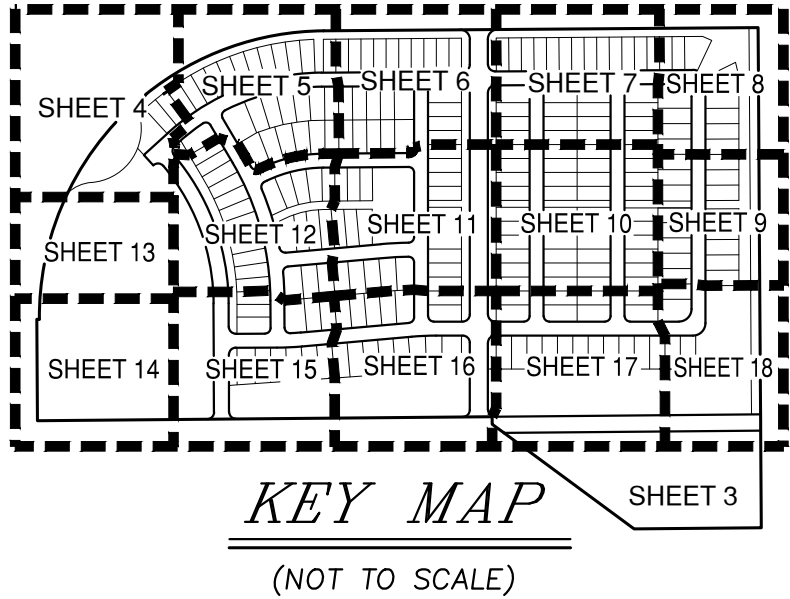 SHEET 4
SHEET 5
SHEET 6
SHEET 7
SHEET 8
SHEET 13
SHEET 12
SHEET 11
SHEET 10
SHEET 9
SHEET 14
SHEET 15
SHEET 16
SHEET 17
SHEET 18
SHEET 3
KEY MAP
(NOT TO SCALE)